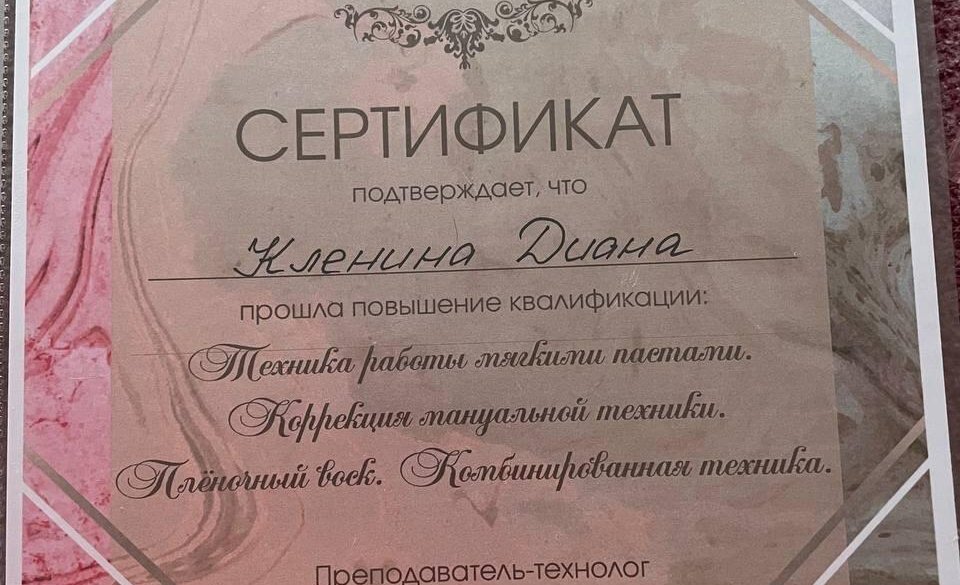 СЕРТИФИКАТ
подтверждает, что
Кленина Диана
прошла повышение квалификации:
Техника работы мягкими пастами.
Коррекция мануальной техники.
Плёночный воск. Комбинированная техника.
Преподаватель-технолог